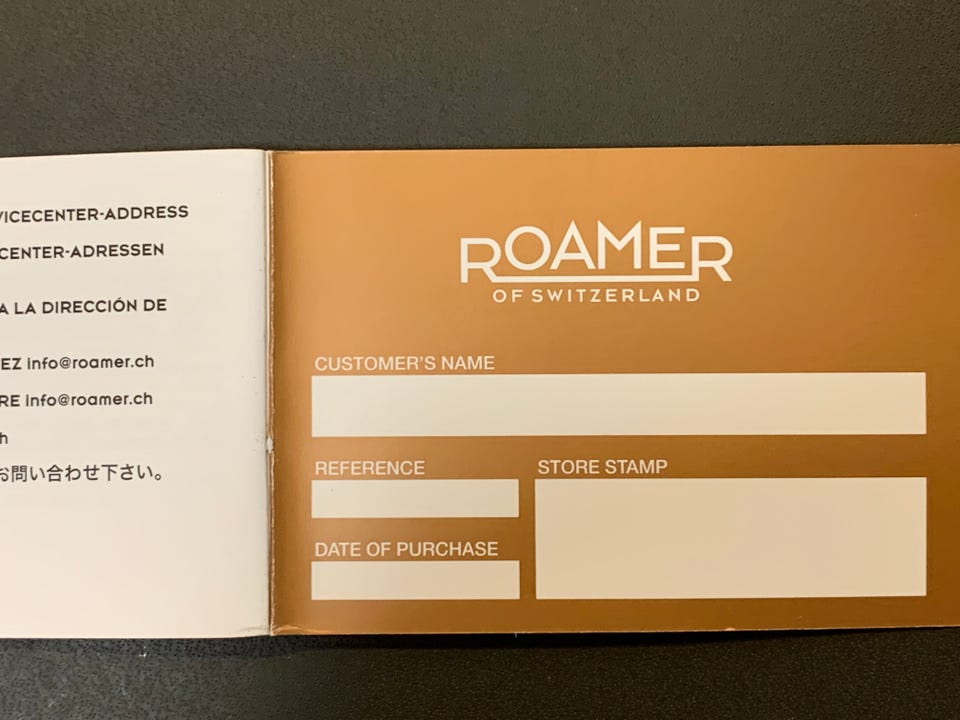 VICECENTER-ADDRESS
CENTER-ADRESSEN
A LA DIRECCIÓN DE
EZ info@roamer.ch
RE info@roamer.ch
h
お問い合わせ下さい。
ROAMER
OF SWITZERLAND
CUSTOMER'S NAME
REFERENCE
STORE STAMP
DATE OF PURCHASE